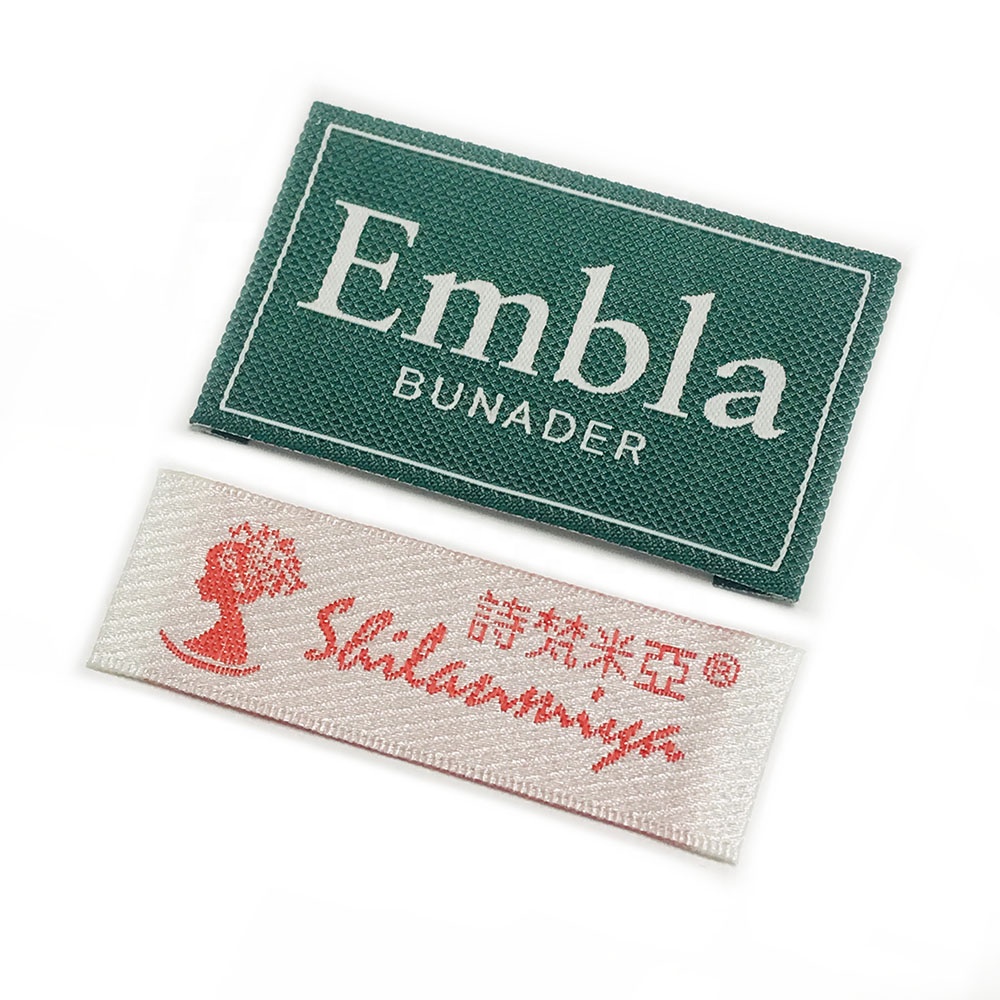 Embla
BUNADER
詩梵米亞®
Shilanmiya